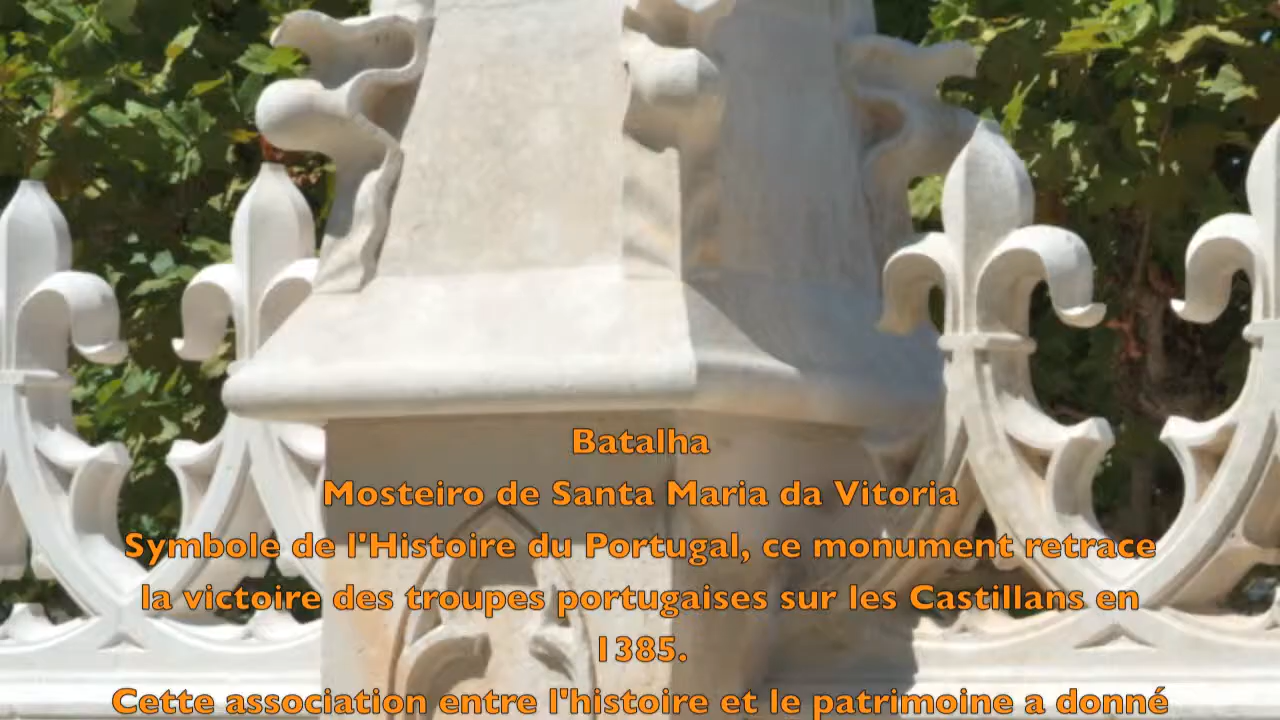 Batalha
Mosteiro de Santa Maria da Vitoria
Symbole de l'Histoire du Portugal, ce monument retrace
la victoire des troupes portugaises sur les Castillans en
1385.
Cette association entre l'histoire et le patrimoine a donné